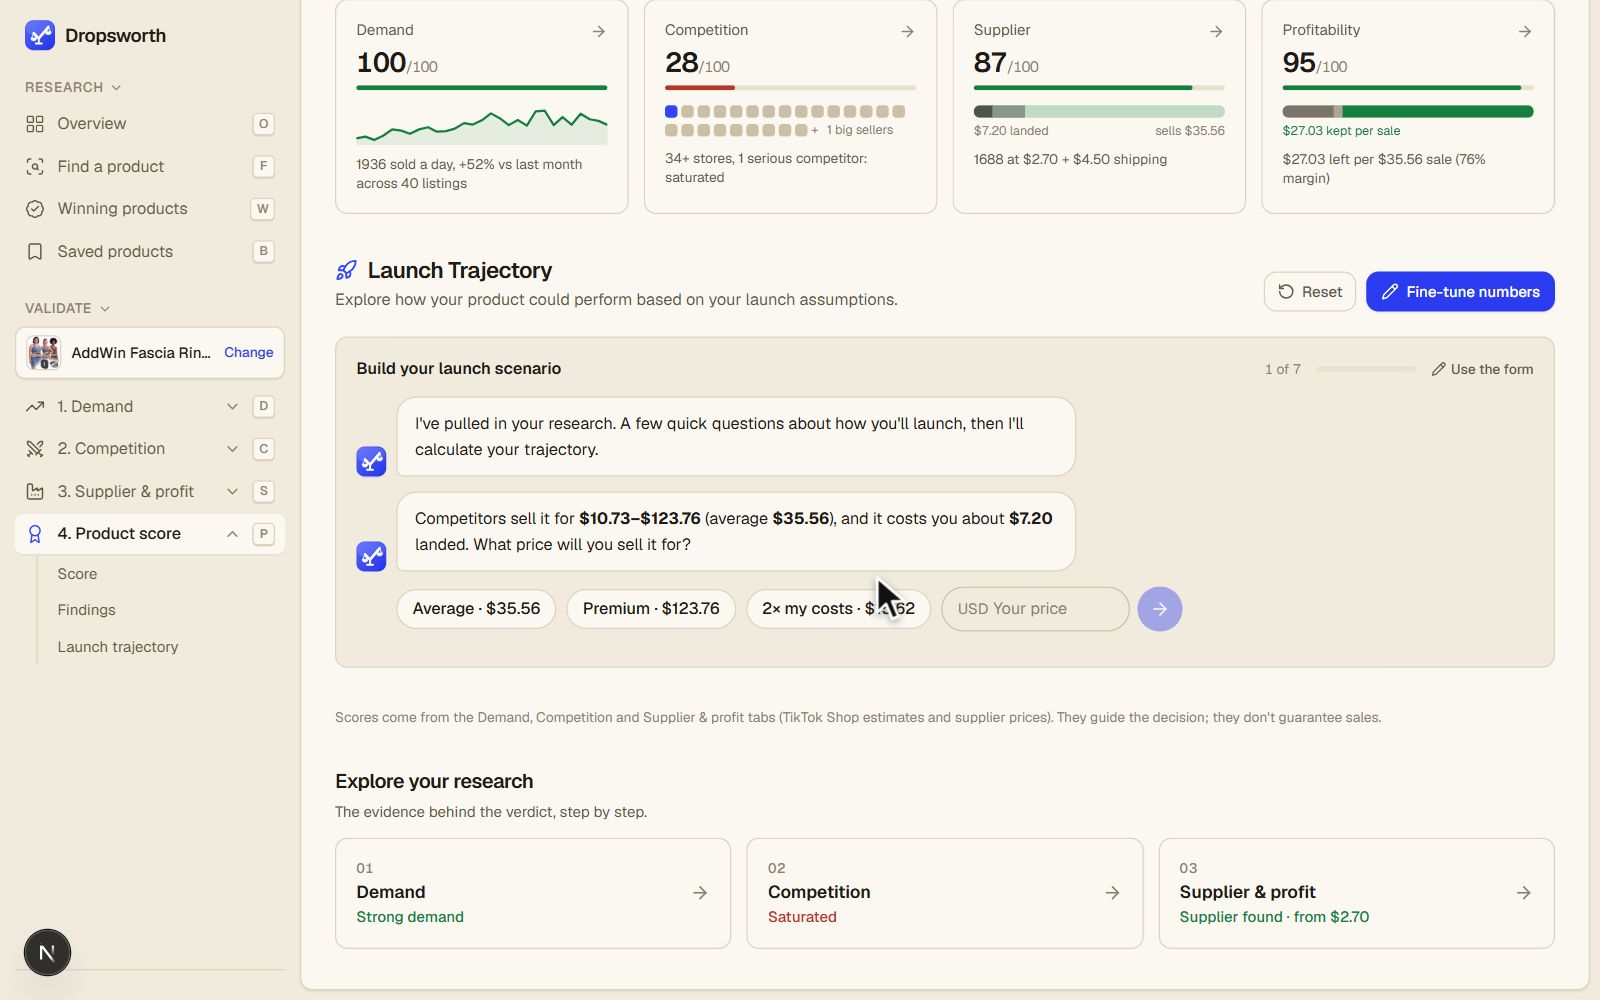 Dropsworth
RESEARCH
Overview O
Find a product F
Winning products W
Saved products B
VALIDATE
AddWin Fascia Rin... Change
1. Demand D
2. Competition C
3. Supplier & profit S
4. Product score P
Score
Findings
Launch trajectory
N
Demand
100/100
1936 sold a day, +52% vs last month
across 40 listings
Competition
28/100
+ 1 big sellers
34+ stores, 1 serious competitor:
saturated
Supplier
87/100
$7.20 landed sells $35.56
1688 at $2.70 + $4.50 shipping
Profitability
95/100
$27.03 kept per sale
$27.03 left per $35.56 sale (76%
margin)
Launch Trajectory
Explore how your product could perform based on your launch assumptions.
Reset
Fine-tune numbers
Build your launch scenario
1 of 7
Use the form
I've pulled in your research. A few quick questions about how you'll launch, then I'll
calculate your trajectory.
Competitors sell it for $10.73–$123.76 (average $35.56), and it costs you about $7.20
landed. What price will you sell it for?
Average · $35.56
Premium · $123.76
2× my costs ·
USD Your price
Scores come from the Demand, Competition and Supplier & profit tabs (TikTok Shop estimates and supplier prices). They guide the decision; they don't guarantee sales.
Explore your research
The evidence behind the verdict, step by step.
01
Demand
Strong demand
02
Competition
Saturated
03
Supplier & profit
Supplier found · from $2.70